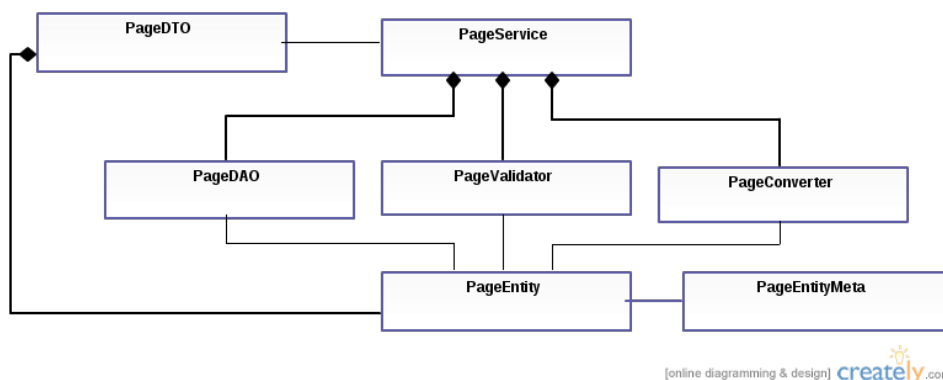 PageDTO
PageService
PageDAO
PageValidator
PageConverter
PageEntity
PageEntityMeta
[online diagramming & design] creately.com